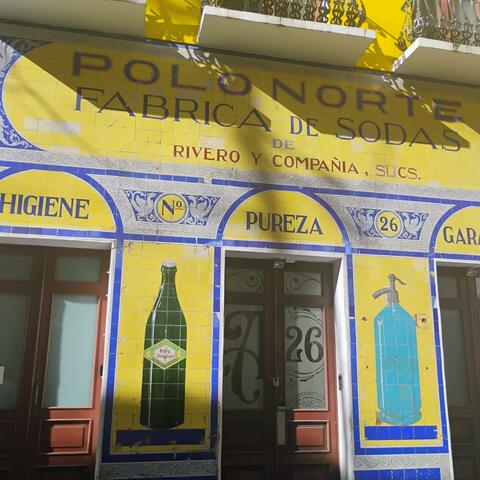 POLO NORTE
FABRICA DE SODAS
DE
RIVERO Y COMPAÑIA, SUCS.
HIGIENE
Nº
PUREZA
26
GARA
26